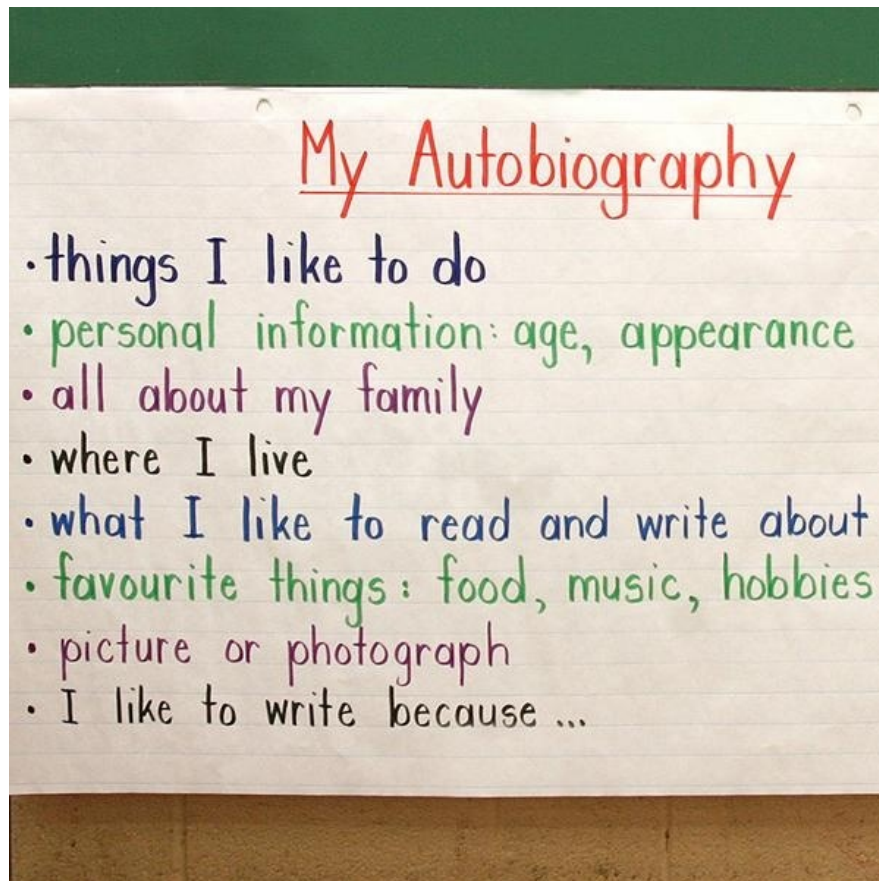 My Autobiography
• things I like to do
• personal information: age, appearance
• all about my family
• where I live
• what I like to read and write about
• favourite things: food, music, hobbies
• picture or photograph
• I like to write because ...